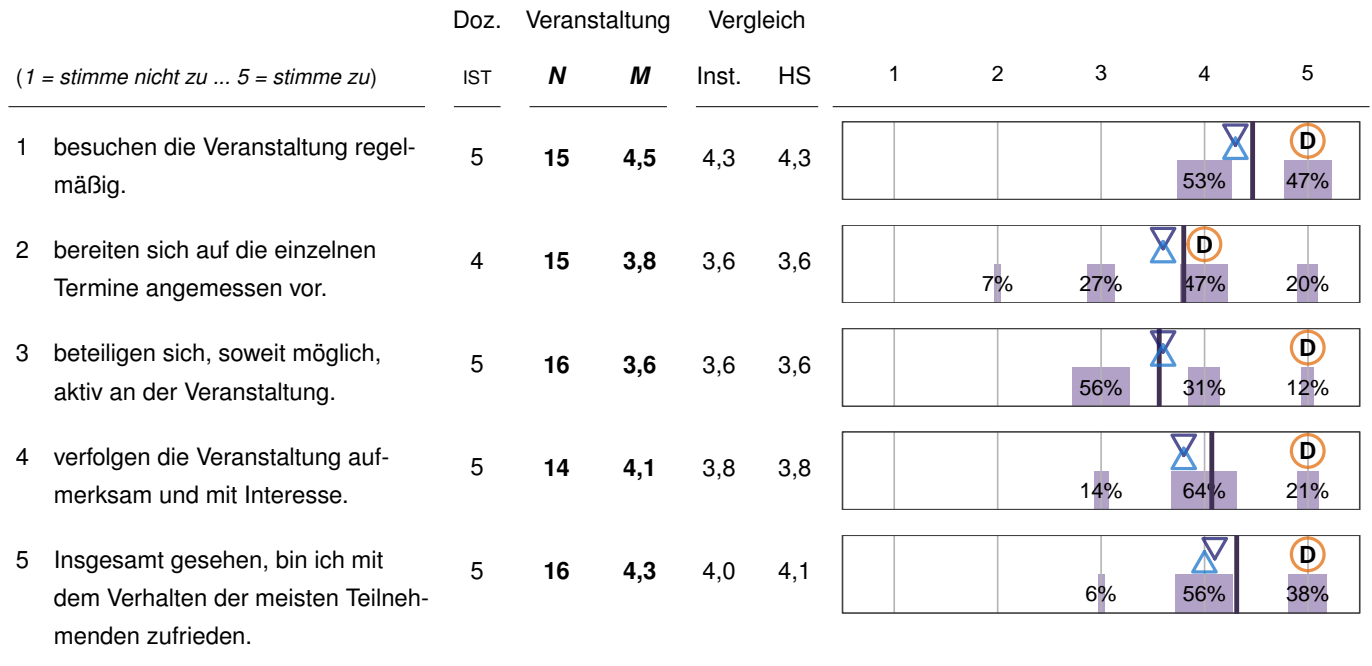 Doz. Veranstaltung Vergleich
(1 = stimme nicht zu ... 5 = stimme zu) IST N M Inst. HS 1 2 3 4 5
1 besuchen die Veranstaltung regel- 5 15 4,5 4,3 4,3 D
mäßig. 53% 47%
2 bereiten sich auf die einzelnen 4 15 3,8 3,6 3,6 D
Termine angemessen vor. 7% 27% 47% 20%
3 beteiligen sich, soweit möglich, 5 16 3,6 3,6 3,6 D
aktiv an der Veranstaltung. 56% 31% 12%
4 verfolgen die Veranstaltung auf- 5 14 4,1 3,8 3,8 D
merksam und mit Interesse. 14% 64% 21%
5 Insgesamt gesehen, bin ich mit 5 16 4,3 4,0 4,1 D
dem Verhalten der meisten Teilneh- 6% 56% 38%
menden zufrieden.